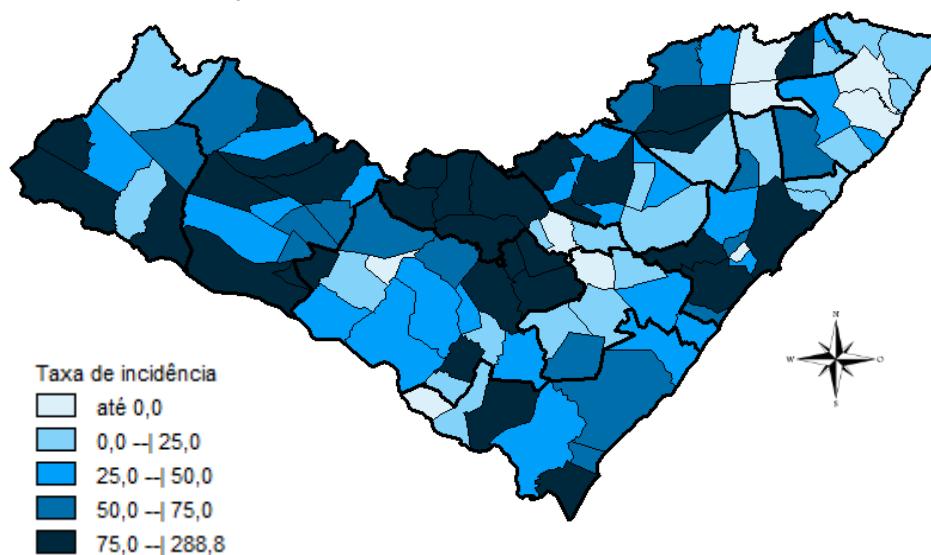 N
W
O
S
Taxa de incidência
até 0,0
0,0 --| 25,0
25,0 --| 50,0
50,0 --| 75,0
75,0 --| 288,8